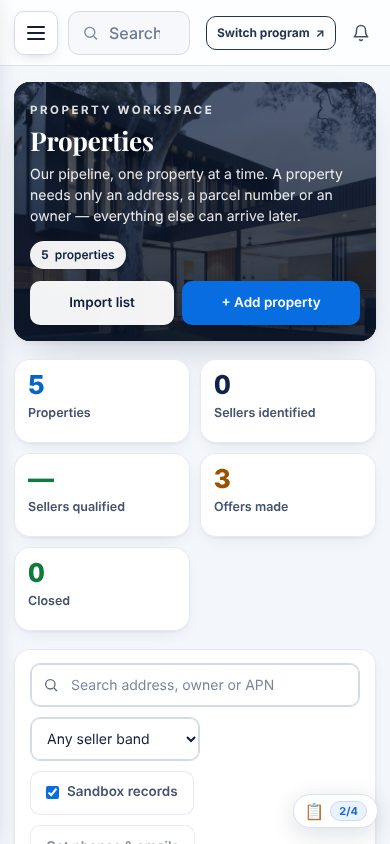 Search
Switch program ↗
PROPERTY WORKSPACE
Properties
Our pipeline, one property at a time. A property
needs only an address, a parcel number or an
owner — everything else can arrive later.
5 properties
Import list
+ Add property
5
Properties
0
Sellers identified
—
Sellers qualified
3
Offers made
0
Closed
Search address, owner or APN
Any seller band
Sandbox records
2/4